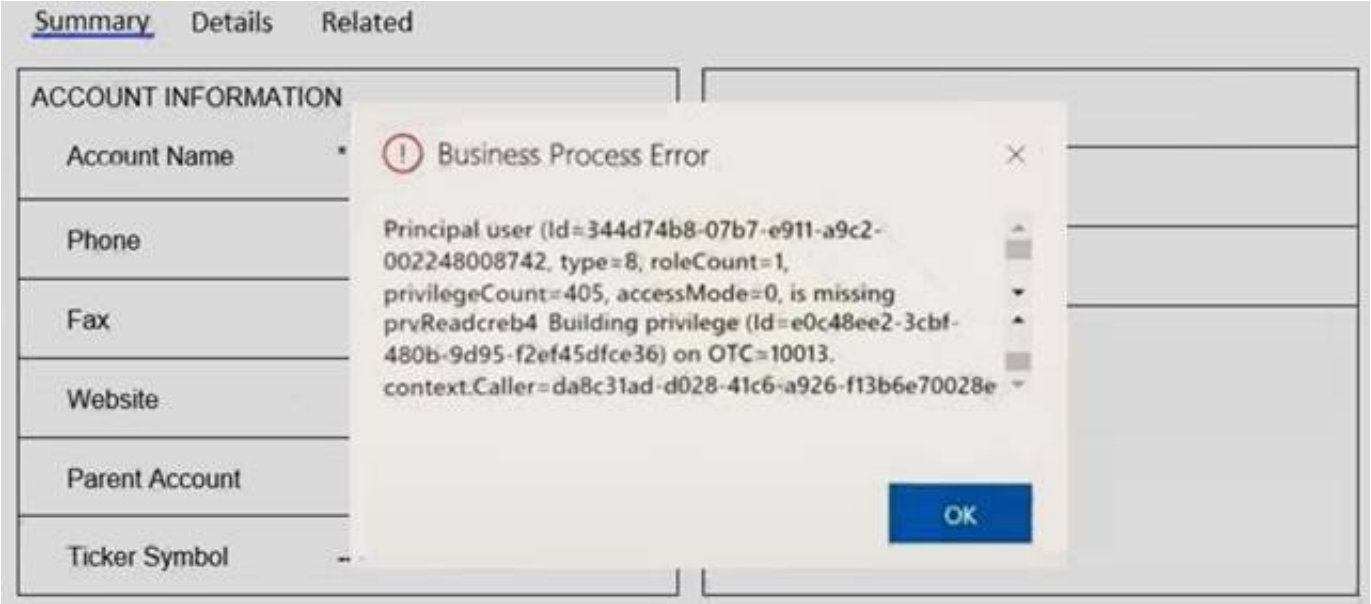 Summary Details Related
ACCOUNT INFORMATION
Account Name *
Phone
Fax
Website
Parent Account
Ticker Symbol --
Business Process Error
Principal user (Id=344d74b8-07b7-e911-a9c2-
002248008742, type=8, roleCount=1,
privilegeCount=405, accessMode=0, is missing
prvReadcreb4 Building privilege (Id=e0c48ee2-3cbf-
480b-9d95-f2ef45dfce36) on OTC=10013.
context.Caller=da8c31ad-d028-41c6-a926-f13b6e70028e
OK